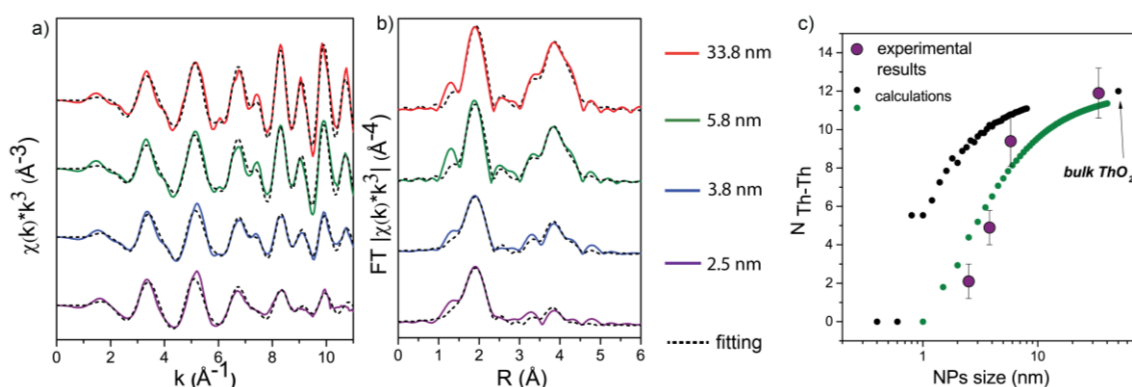 a)
χ(k)*k³ (Å⁻³)
0 2 4 6 8 10
k (Å⁻¹)
b)
FT |χ(k)*k³| (Å⁻⁴)
0 1 2 3 4 5 6
R (Å)
33.8 nm
5.8 nm
3.8 nm
2.5 nm
fitting
c)
experimental
results
calculations
N Th-Th
14
12
10
8
6
4
2
0
bulk ThO₂
1 10
NPs size (nm)